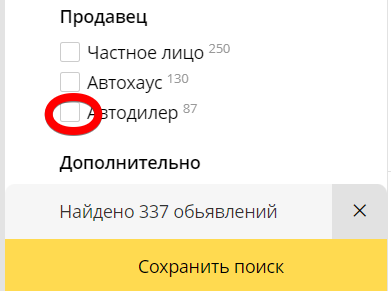 Продавец
Частное лицо 250
Автохаус 130
Автодилер 87
Дополнительно
Найдено 337 обьявлений
Сохранить поиск